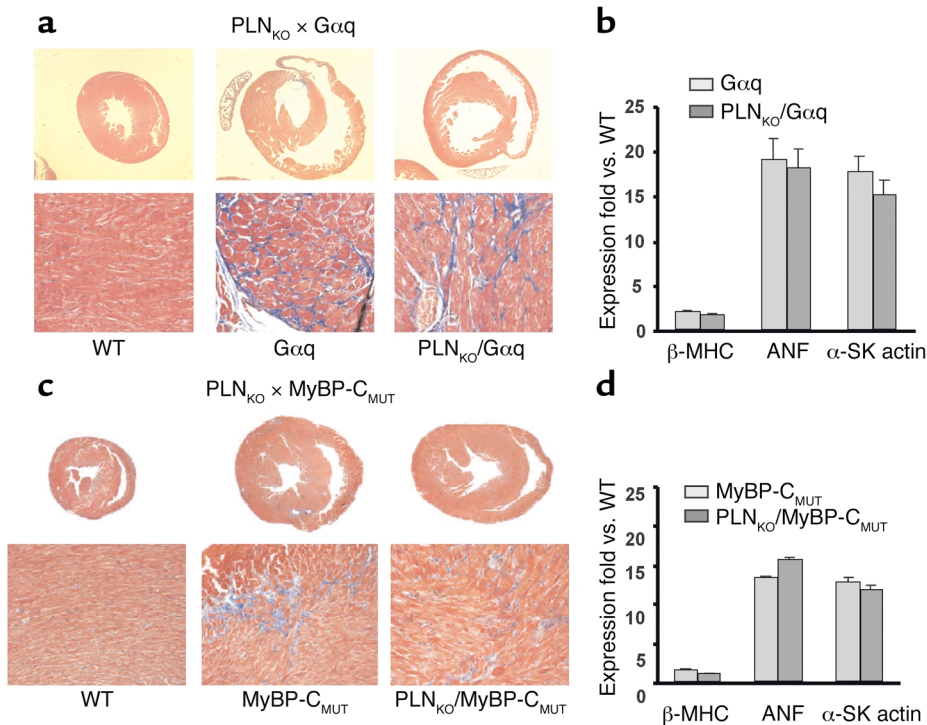 a
PLNKO × Gαq
WT
Gαq
PLNKO/Gαq
b
Gαq
PLNKO/Gαq
Expression fold vs. WT
25
20
15
10
5
0
β-MHC
ANF
α-SK actin
c
PLNKO × MyBP-CMUT
WT
MyBP-CMUT
PLNKO/MyBP-CMUT
d
MyBP-CMUT
PLNKO/MyBP-CMUT
Expression fold vs. WT
25
20
15
10
5
0
β-MHC
ANF
α-SK actin